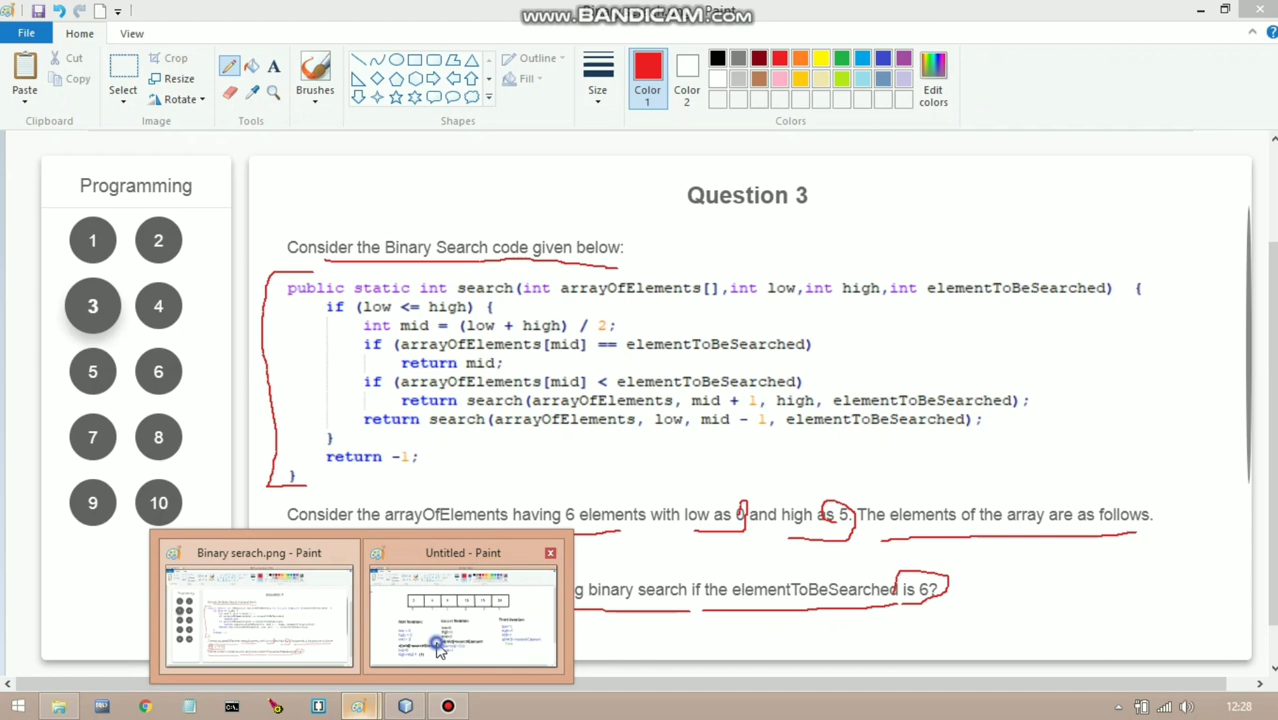 www.BANDICAM.com
Paint
File
Home
View
Cut
Copy
Paste
Clipboard
Select
Crop
Resize
Rotate
Image
Tools
Brushes
Outline
Fill
Shapes
Size
Color 1
Color 2
Edit colors
Colors
Programming
1
2
3
4
5
6
7
8
9
10
Question 3
Consider the Binary Search code given below:
public static int search(int arrayOfElements[],int low,int high,int elementToBeSearched) {
if (low <= high) {
int mid = (low + high) / 2;
if (arrayOfElements[mid] == elementToBeSearched)
return mid;
if (arrayOfElements[mid] < elementToBeSearched)
return search(arrayOfElements, mid + 1, high, elementToBeSearched);
return search(arrayOfElements, low, mid - 1, elementToBeSearched);
}
return -1;
}
Consider the arrayOfElements having 6 elements with low as 0 and high as 5. The elements of the array are as follows.
Binary serach.png - Paint
Untitled - Paint
g binary search if the elementToBeSearched is 6?
12:28